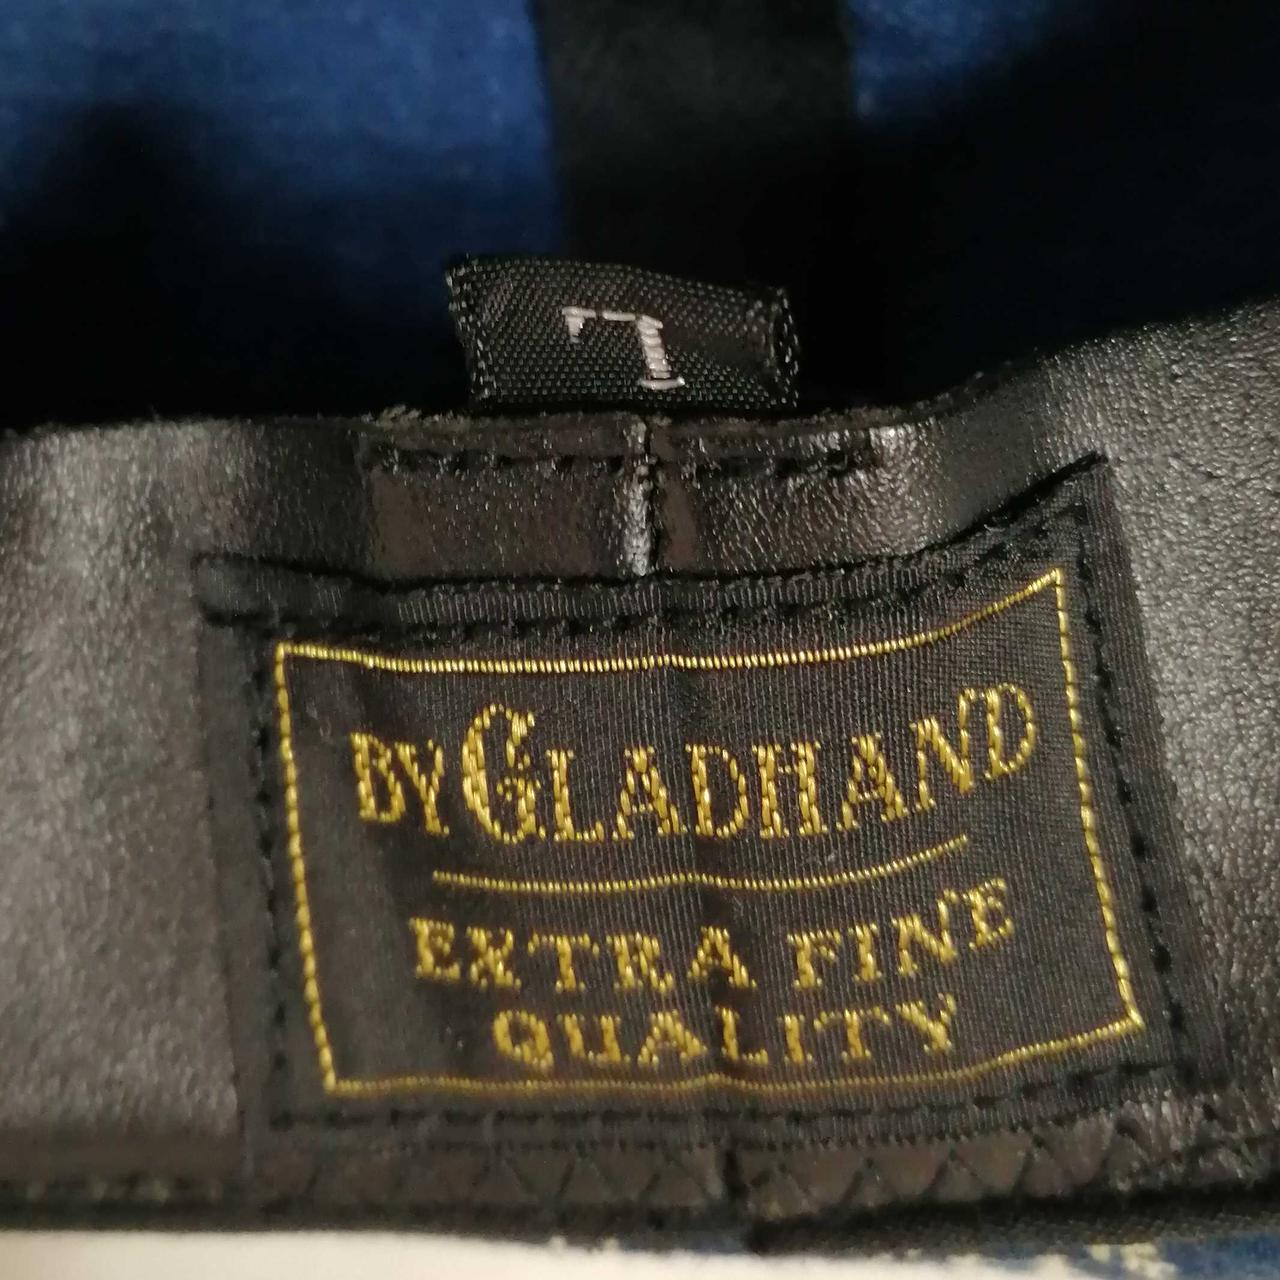 L
BY GLADHAND
EXTRA FINE
QUALITY